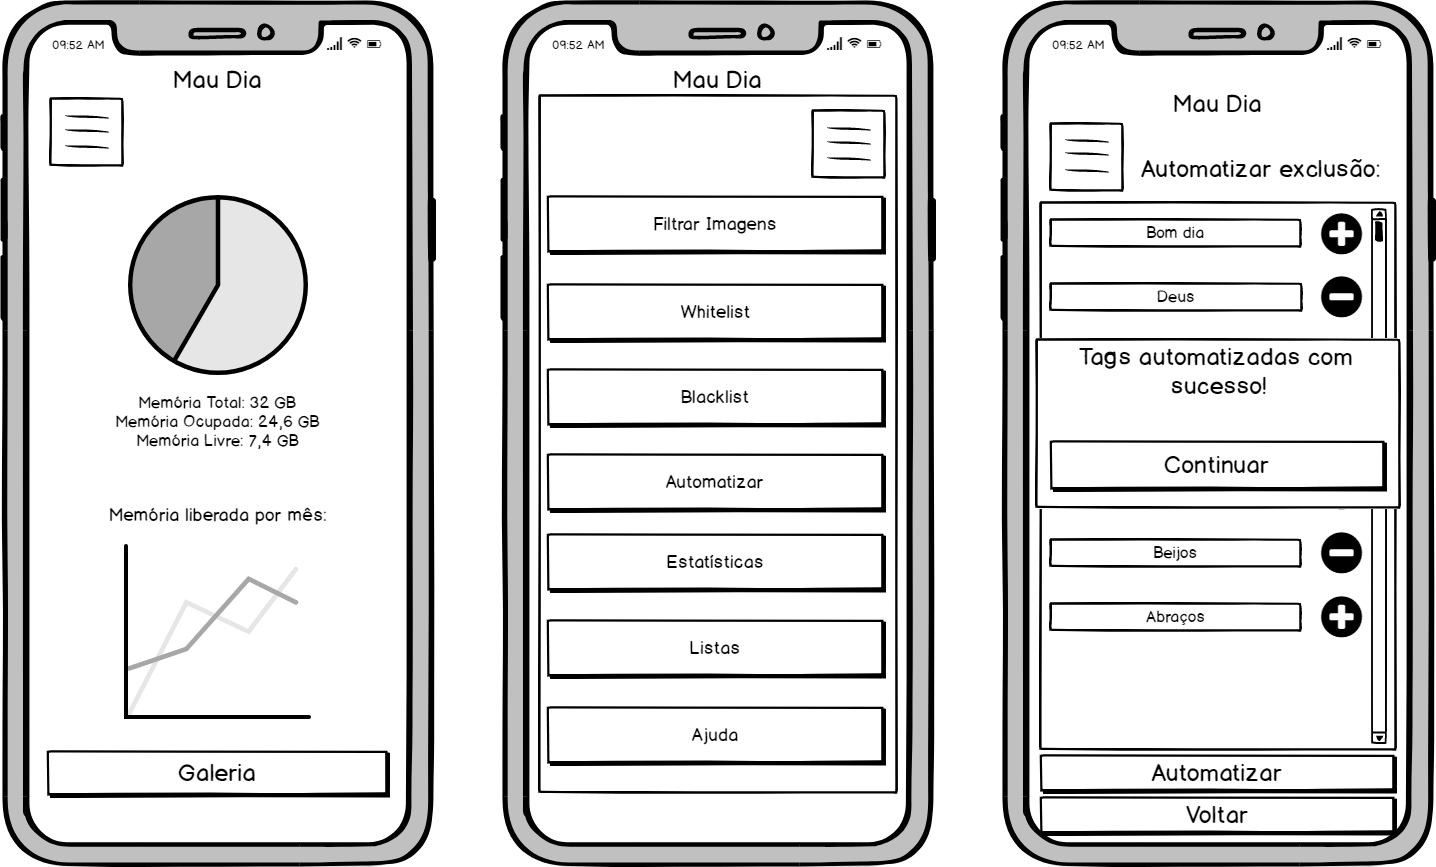 09:52 AM
Mau Dia
Memória Total: 32 GB
Memória Ocupada: 24,6 GB
Memória Livre: 7,4 GB
Memória liberada por mês:
Galeria
09:52 AM
Mau Dia
Filtrar Imagens
Whitelist
Blacklist
Automatizar
Estatísticas
Listas
Ajuda
09:52 AM
Mau Dia
Automatizar exclusão:
Bom dia
Deus
Tags automatizadas com
sucesso!
Continuar
Beijos
Abraços
Automatizar
Voltar